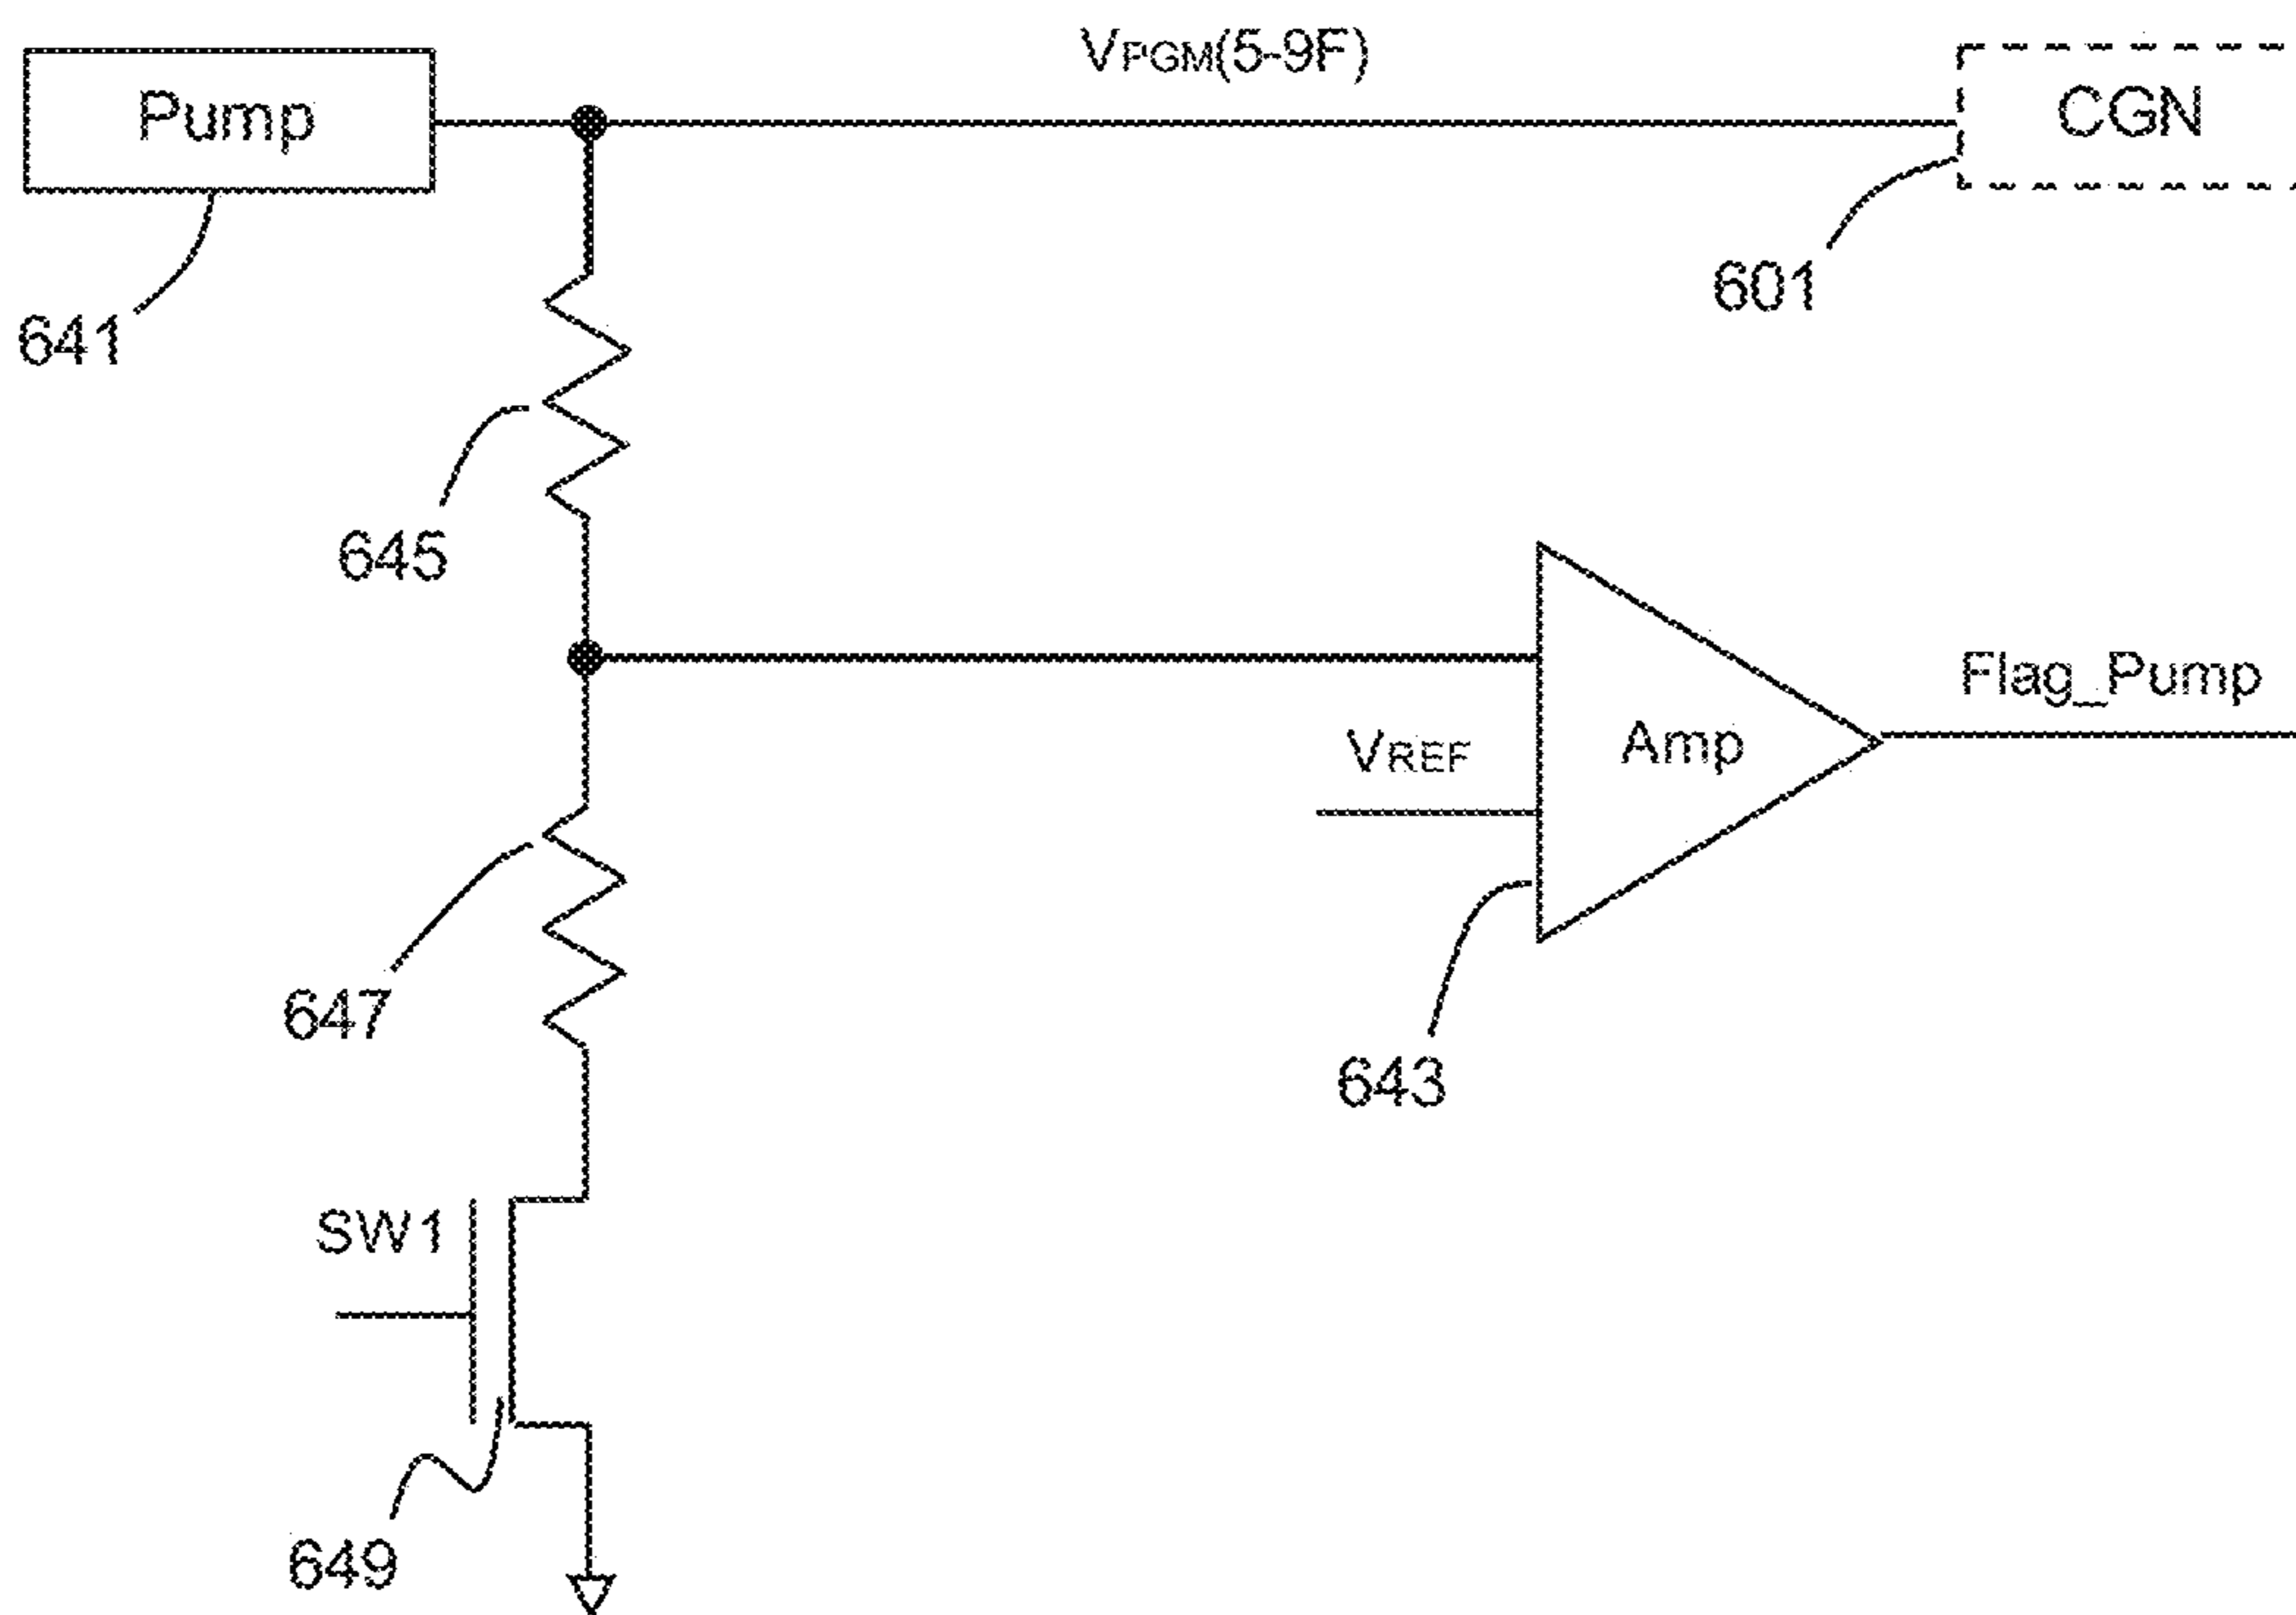 VPGM(5-9F)
Pump
CGN
641
601
645
Flag_Pump
VREF
Amp
647
643
SW1
649